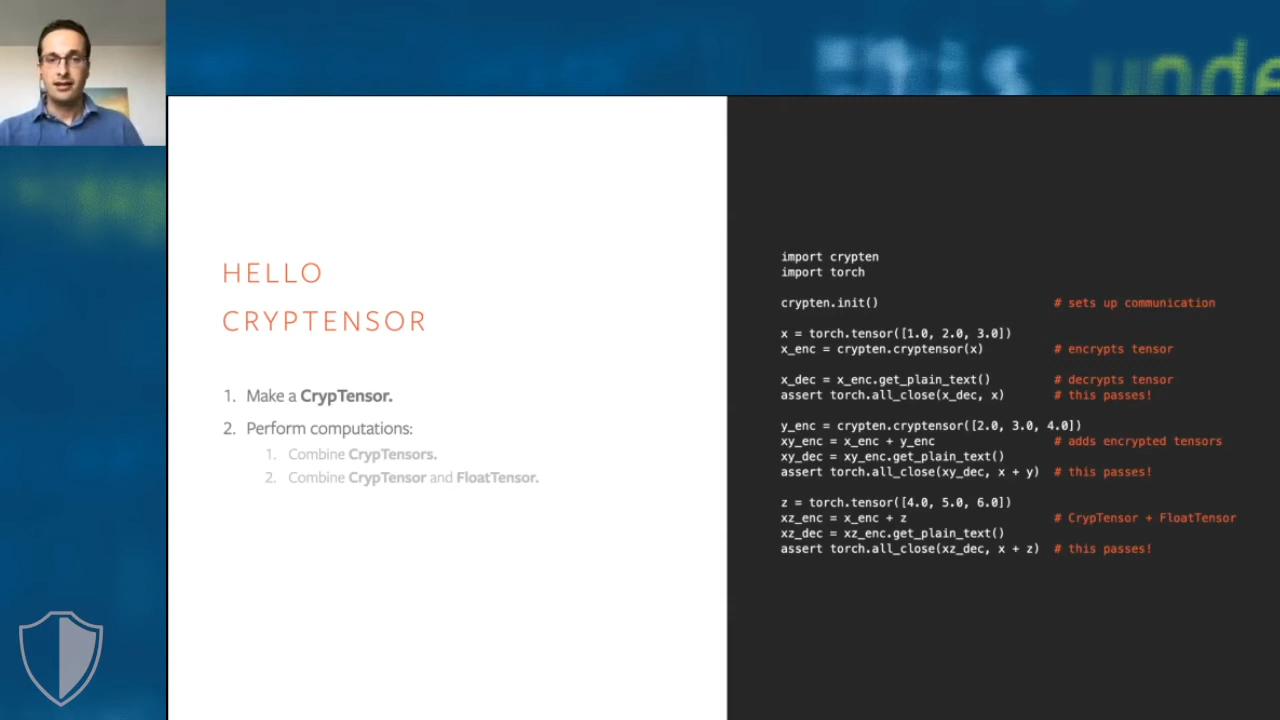 unde
HELLO
CRYPTENSOR
1. Make a CrypTensor.
2. Perform computations:
1. Combine CrypTensors.
2. Combine CrypTensor and FloatTensor.
import crypten
import torch
crypten.init() # sets up communication
x = torch.tensor([1.0, 2.0, 3.0])
x_enc = crypten.cryptensor(x) # encrypts tensor
x_dec = x_enc.get_plain_text() # decrypts tensor
assert torch.all_close(x_dec, x) # this passes!
y_enc = crypten.cryptensor([2.0, 3.0, 4.0])
xy_enc = x_enc + y_enc # adds encrypted tensors
xy_dec = xy_enc.get_plain_text()
assert torch.all_close(xy_dec, x + y) # this passes!
z = torch.tensor([4.0, 5.0, 6.0])
xz_enc = x_enc + z # CrypTensor + FloatTensor
xz_dec = xz_enc.get_plain_text()
assert torch.all_close(xz_dec, x + z) # this passes!